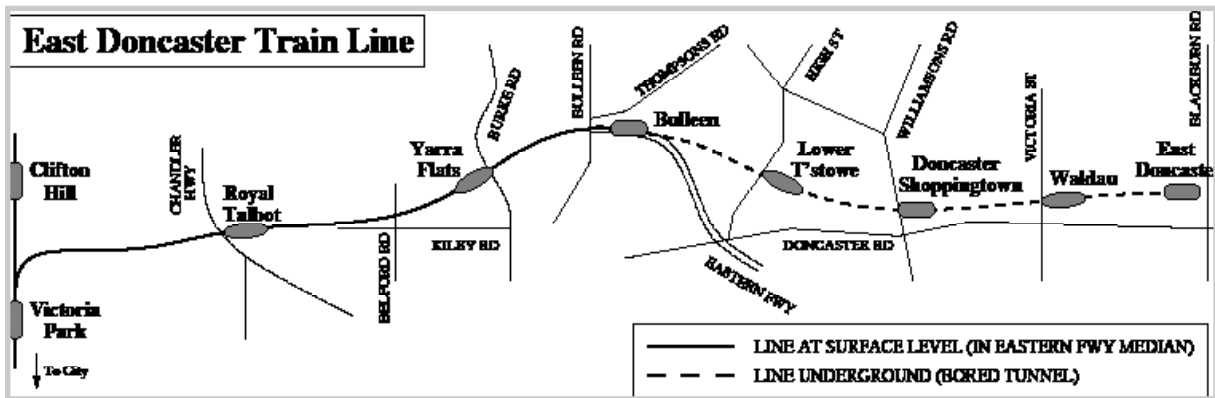 East Doncaster Train Line
BULLEEN RD
THOMPSONS RD
HIGH ST
WILLIAMSONS RD
BLACKBURN RD
BURKE RD
VICTORIA ST
CHANDLER
HWY
Clifton
Hill
Royal
Talbot
Yarra
Flats
Bulleen
Lower
T'stowe
Doncaster
Shoppingtown
Waldau
East
Doncaste
BELFORD RD
KILBY RD
DONCASTER RD
EASTERN FWY
Victoria
Park
To City
LINE AT SURFACE LEVEL (IN EASTERN FWY MEDIAN)
LINE UNDERGROUND (BORED TUNNEL)